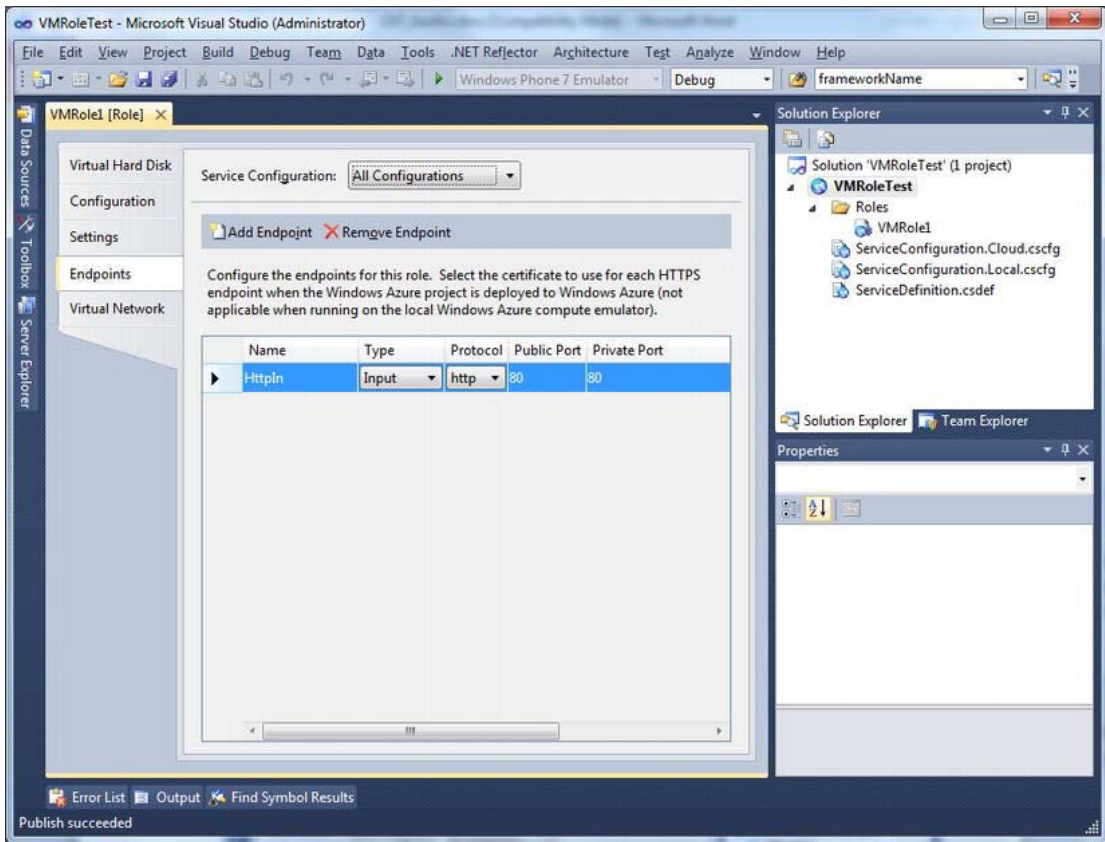 VMRoleTest - Microsoft Visual Studio (Administrator)
File Edit View Project Build Debug Team Data Tools .NET Reflector Architecture Test Analyze Window Help
Windows Phone 7 Emulator Debug frameworkName
Data Sources
Toolbox
Server Explorer
VMRole1 [Role]
Virtual Hard Disk
Configuration
Settings
Endpoints
Virtual Network
Service Configuration: All Configurations
Add Endpoint Remove Endpoint
Configure the endpoints for this role. Select the certificate to use for each HTTPS
endpoint when the Windows Azure project is deployed to Windows Azure (not
applicable when running on the local Windows Azure compute emulator).
Name Type Protocol Public Port Private Port
HttpIn Input http 80 80
Solution Explorer
Solution 'VMRoleTest' (1 project)
VMRoleTest
Roles
VMRole1
ServiceConfiguration.Cloud.cscfg
ServiceConfiguration.Local.cscfg
ServiceDefinition.csdef
Solution Explorer Team Explorer
Properties
Error List Output Find Symbol Results
Publish succeeded